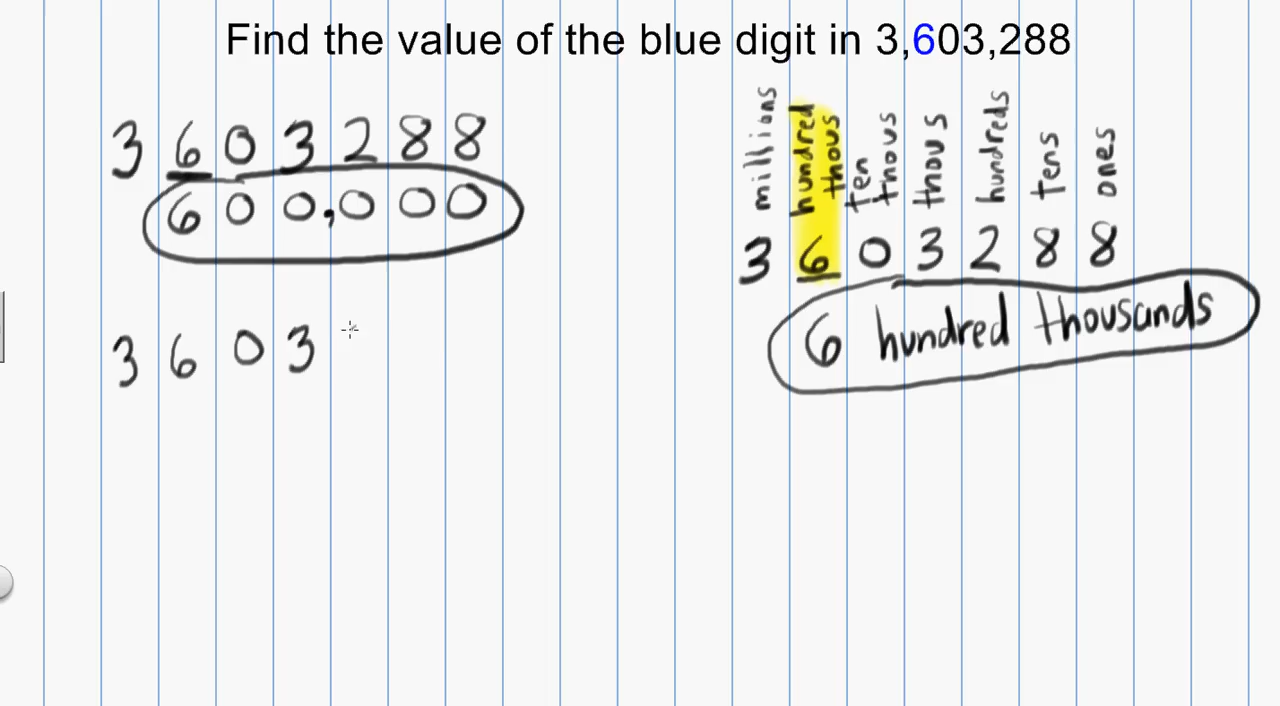 Find the value of the blue digit in 3,603,288
3 6 0 3 2 8 8
6 0 0,0 0 0
3 6 0 3
millions
hundred thous
ten thous
thous
hundreds
tens
ones
3 6 0 3 2 8 8
6 hundred thousands